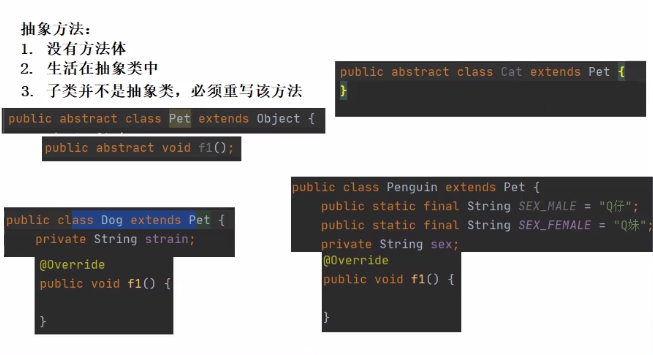 抽象方法：
1. 没有方法体
2. 生活在抽象类中
3. 子类并不是抽象类，必须重写该方法
public abstract class Cat extends Pet {
}
public abstract class Pet extends Object {
public abstract void f1();
public class Dog extends Pet {
private String strain;
@Override
public void f1() {
}
public class Penguin extends Pet {
public static final String SEX_MALE = "Q仔";
public static final String SEX_FEMALE = "Q妹";
private String sex;
@Override
public void f1() {
}